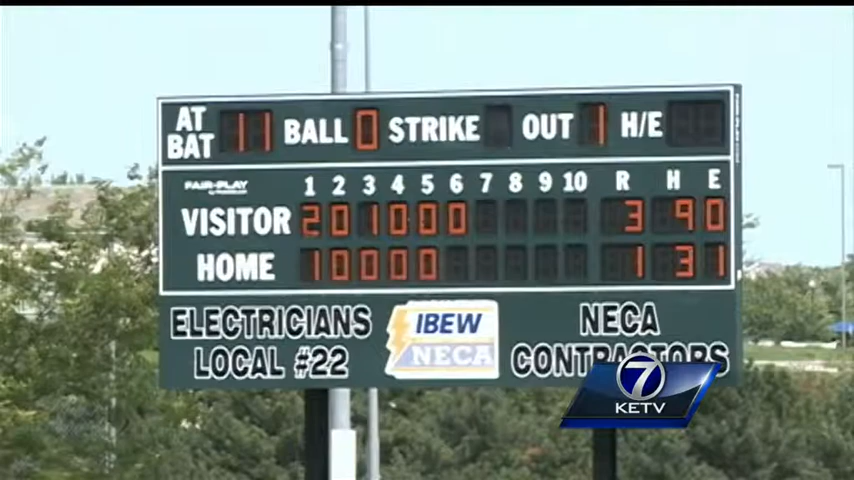 AT BAT 11 BALL 0 STRIKE OUT 1 H/E
FAIR-PLAY 1 2 3 4 5 6 7 8 9 10 R H E
VISITOR 2 0 1 0 0 0 3 9 0
HOME 1 0 0 0 0 1 3 1
ELECTRICIANS
LOCAL #22
IBEW
NECA
NECA
CONTRACTORS
7
KETV